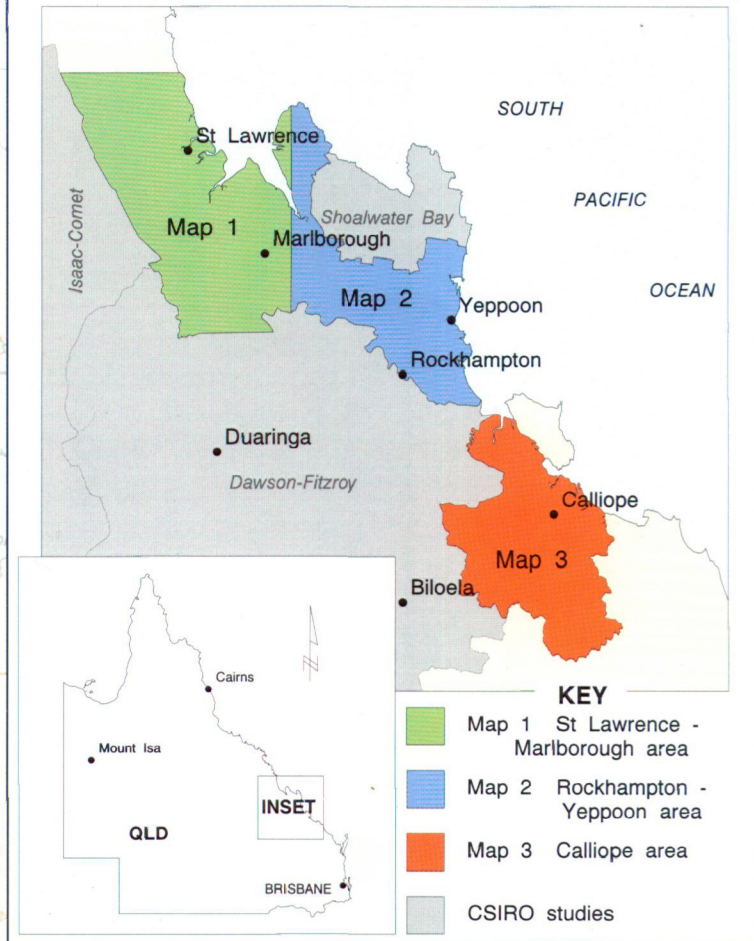 SOUTH
PACIFIC
OCEAN
St Lawrence
Isaac-Comet
Shoalwater Bay
Map 1
Marlborough
Map 2
Yeppoon
Rockhampton
Duaringa
Dawson-Fitzroy
Calliope
Map 3
Biloela
N
Cairns
Mount Isa
INSET
QLD
BRISBANE
KEY
Map 1 St Lawrence -
Marlborough area
Map 2 Rockhampton -
Yeppoon area
Map 3 Calliope area
CSIRO studies